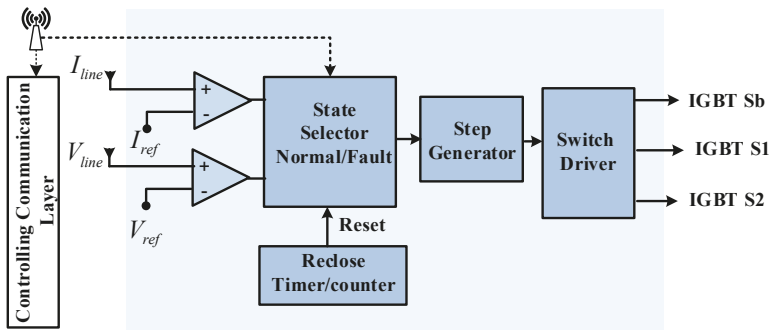 Controlling Communication
Layer
I_line
+
-
I_ref
V_line
+
-
V_ref
State
Selector
Normal/Fault
Step
Generator
Switch
Driver
IGBT Sb
IGBT S1
IGBT S2
Reset
Reclose
Timer/counter